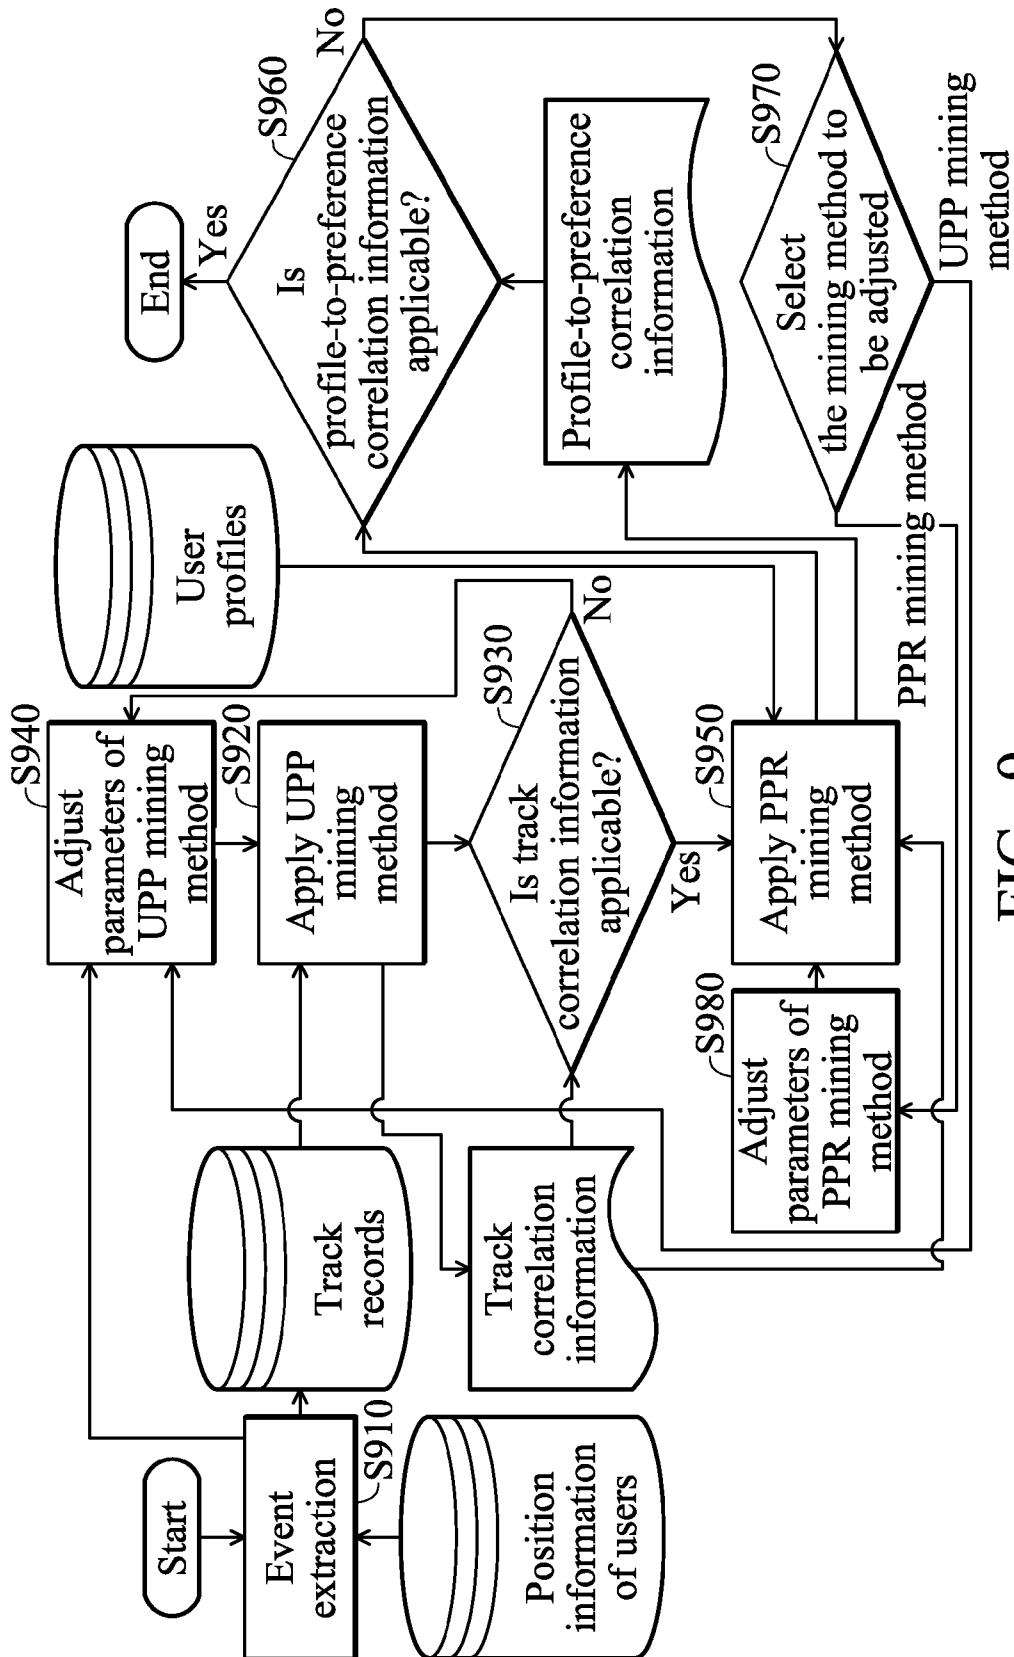 Start
Event
extraction
S910
Position
information
of users
Track
records
Track
correlation
information
S940
Adjust
parameters of
UPP mining
method
S920
Apply UPP
mining
method
S930
Is track
correlation information
applicable?
No
Yes
User
profiles
S950
Apply PPR
mining
method
S980
Adjust
parameters of
PPR mining
method
End
Yes
S960
Is
profile-to-preference
correlation information
applicable?
No
Profile-to-preference
correlation
information
S970
Select
the mining method to
be adjusted
PPR mining method
UPP mining
method
FIG. 9